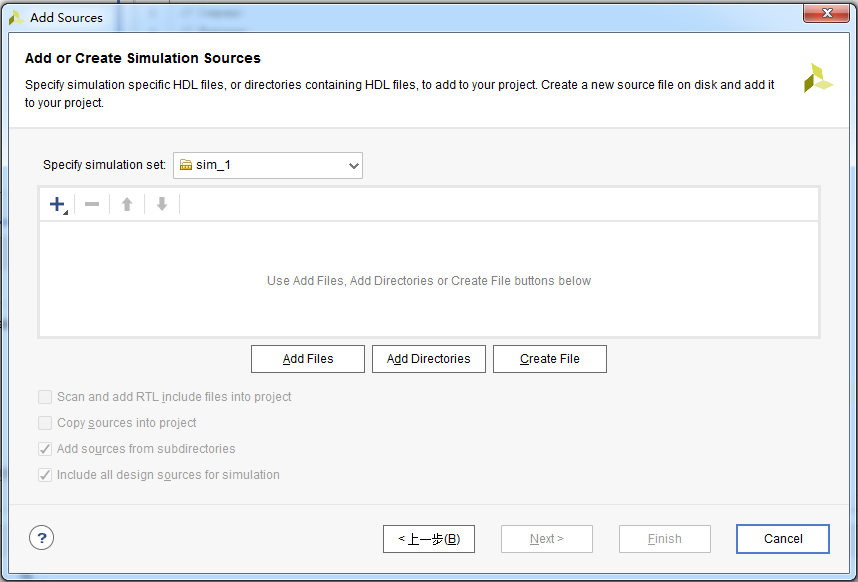 Add Sources
Add or Create Simulation Sources
Specify simulation specific HDL files, or directories containing HDL files, to add to your project. Create a new source file on disk and add it
to your project.
Specify simulation set: sim_1
Use Add Files, Add Directories or Create File buttons below
Add Files Add Directories Create File
Scan and add RTL include files into project
Copy sources into project
Add sources from subdirectories
Include all design sources for simulation
? <上一步(B) Next > Finish Cancel